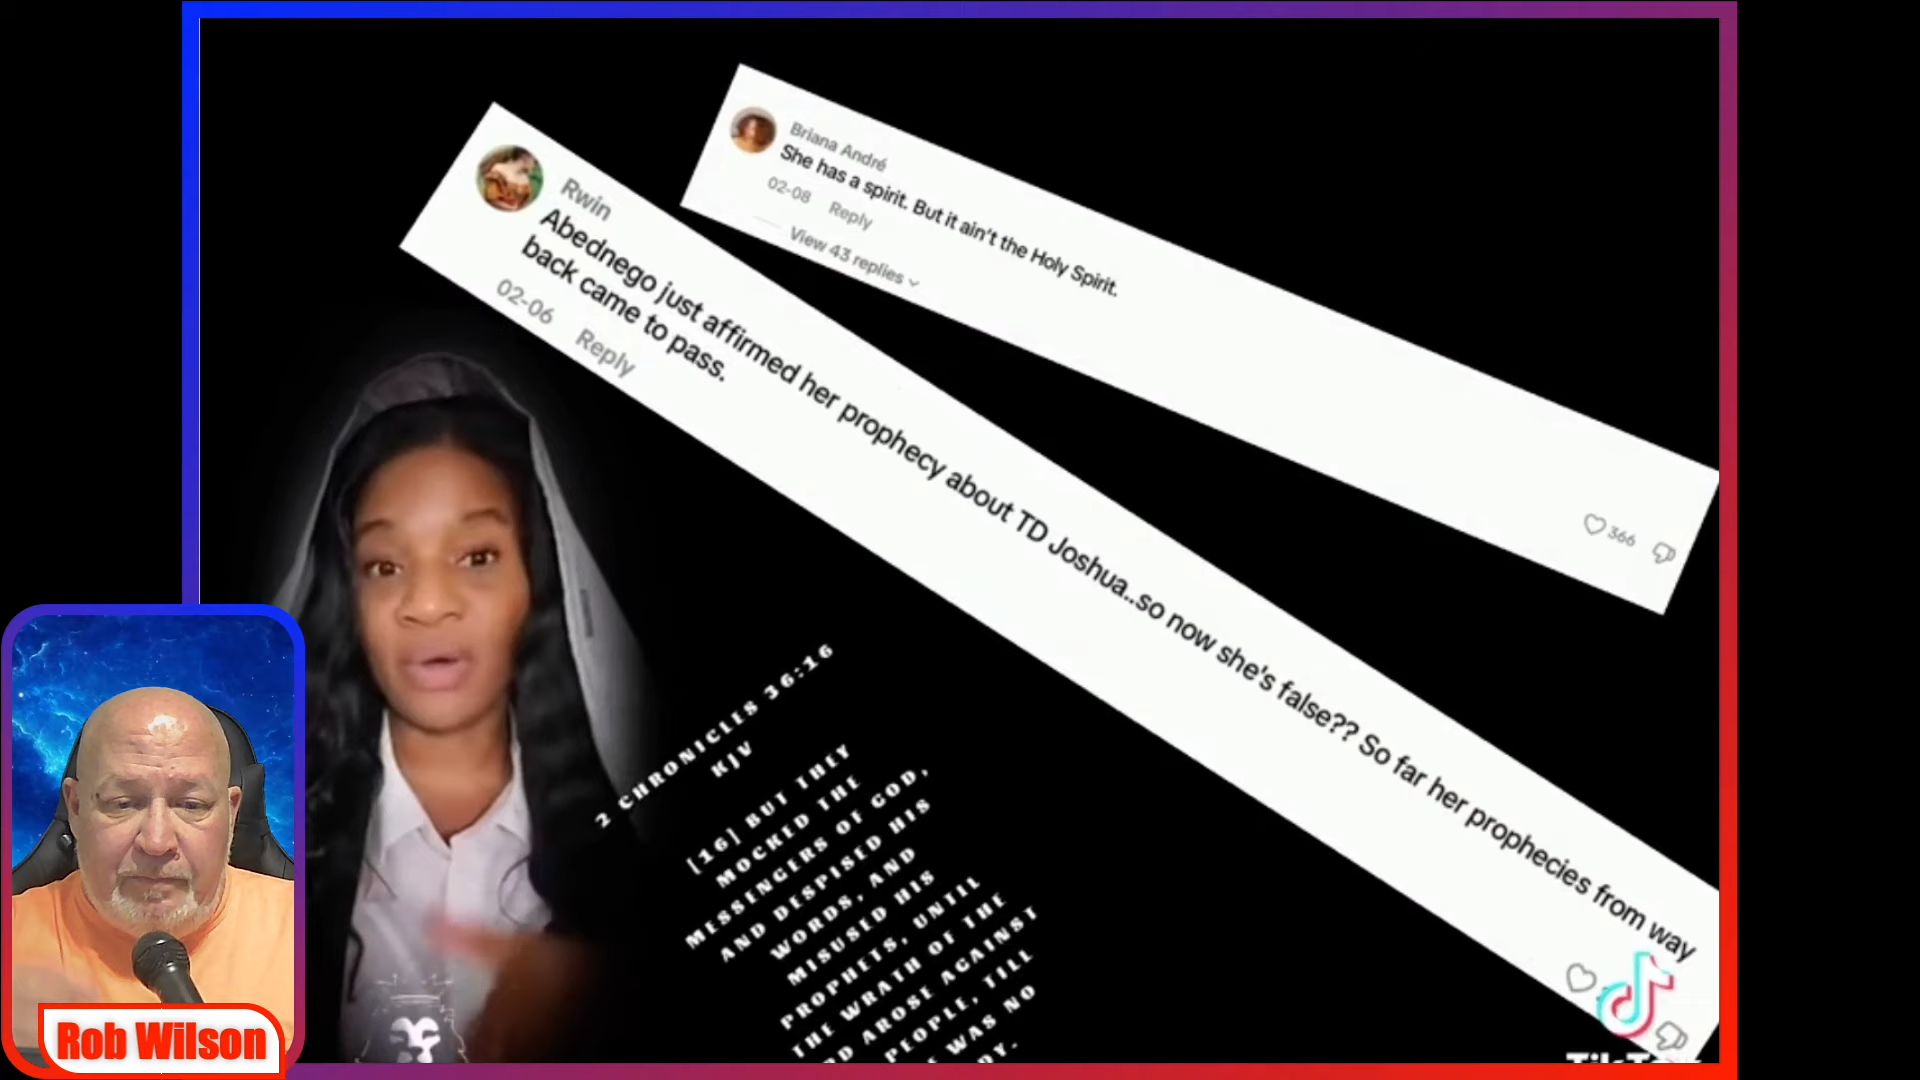 Briana André
She has a spirit. But it ain't the Holy Spirit.
02-08 Reply
View 43 replies
366
Rwin
Abednego just affirmed her prophecy about TD Joshua..so now she's false?? So far her prophecies from way
back came to pass.
02-06 Reply
2 CHRONICLES 36:16
KJV
[16] BUT THEY
MOCKED THE
MESSENGERS OF GOD,
AND DESPISED HIS
WORDS, AND
MISUSED HIS
PROPHETS, UNTIL
THE WRATH OF THE
RD AROSE AGAINST
PEOPLE, TILL
WAS NO
DY.
TikTok
Rob Wilson